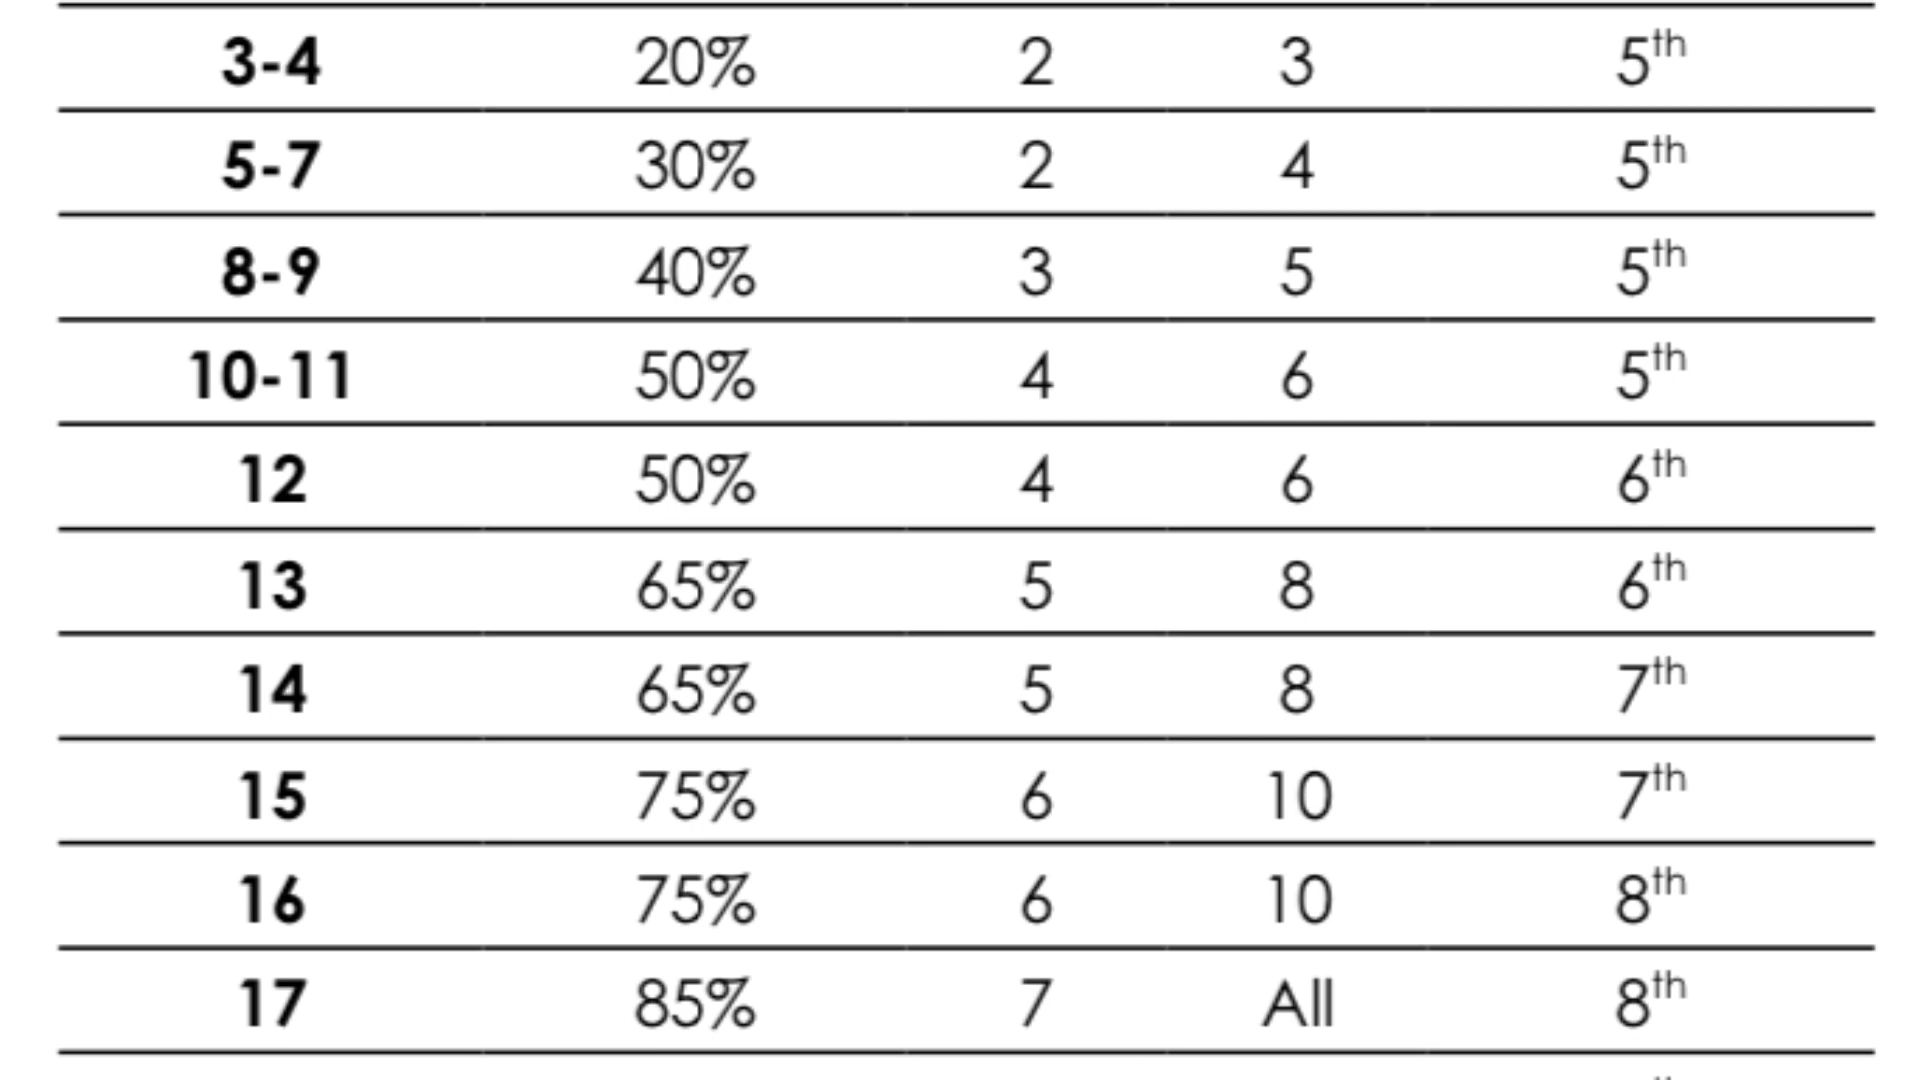 3-4 20% 2 3 5th
5-7 30% 2 4 5th
8-9 40% 3 5 5th
10-11 50% 4 6 5th
12 50% 4 6 6th
13 65% 5 8 6th
14 65% 5 8 7th
15 75% 6 10 7th
16 75% 6 10 8th
17 85% 7 All 8th